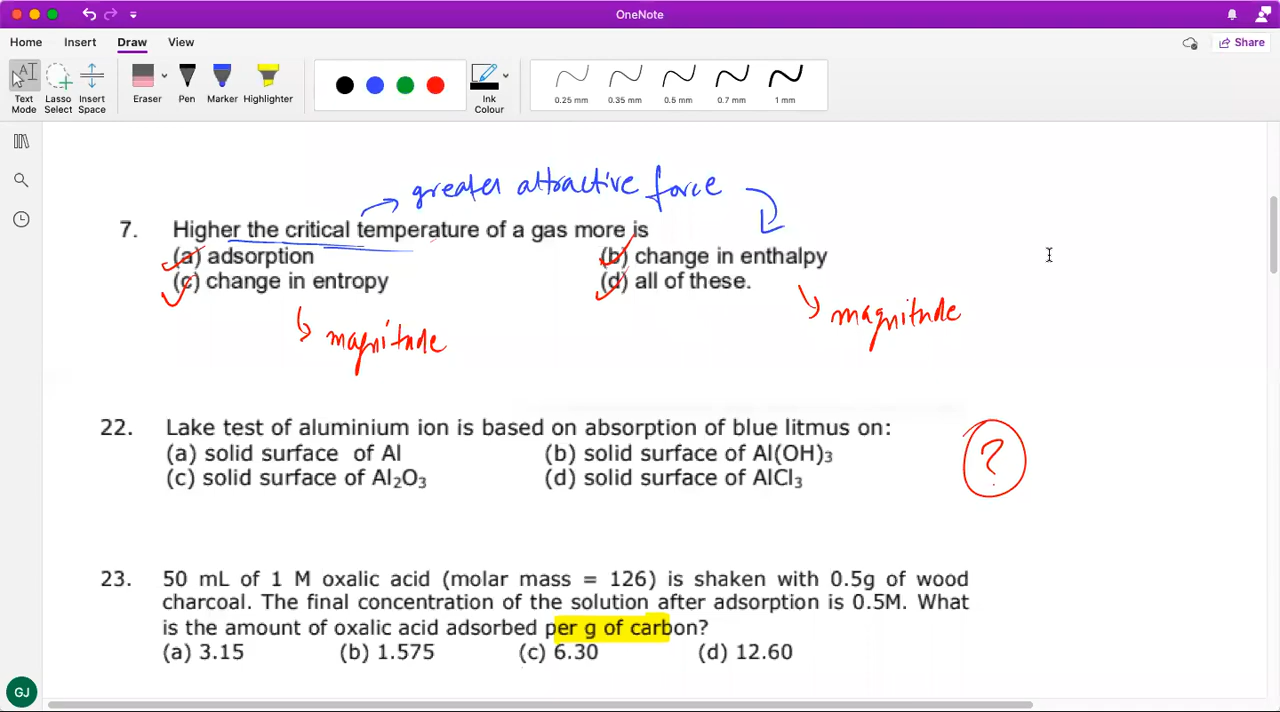 OneNote
Home Insert Draw View
Share
Text Mode
Lasso Select
Insert Space
Eraser
Pen
Marker
Highlighter
Ink Colour
0.25 mm
0.35 mm
0.5 mm
0.7 mm
1 mm
greater attractive force
7. Higher the critical temperature of a gas more is
(a) adsorption (b) change in enthalpy
(c) change in entropy (d) all of these.
magnitude
magnitude
22. Lake test of aluminium ion is based on absorption of blue litmus on:
(a) solid surface of Al (b) solid surface of Al(OH)₃
(c) solid surface of Al₂O₃ (d) solid surface of AlCl₃
?
23. 50 mL of 1 M oxalic acid (molar mass = 126) is shaken with 0.5g of wood
charcoal. The final concentration of the solution after adsorption is 0.5M. What
is the amount of oxalic acid adsorbed per g of carbon?
(a) 3.15 (b) 1.575 (c) 6.30 (d) 12.60
GJ